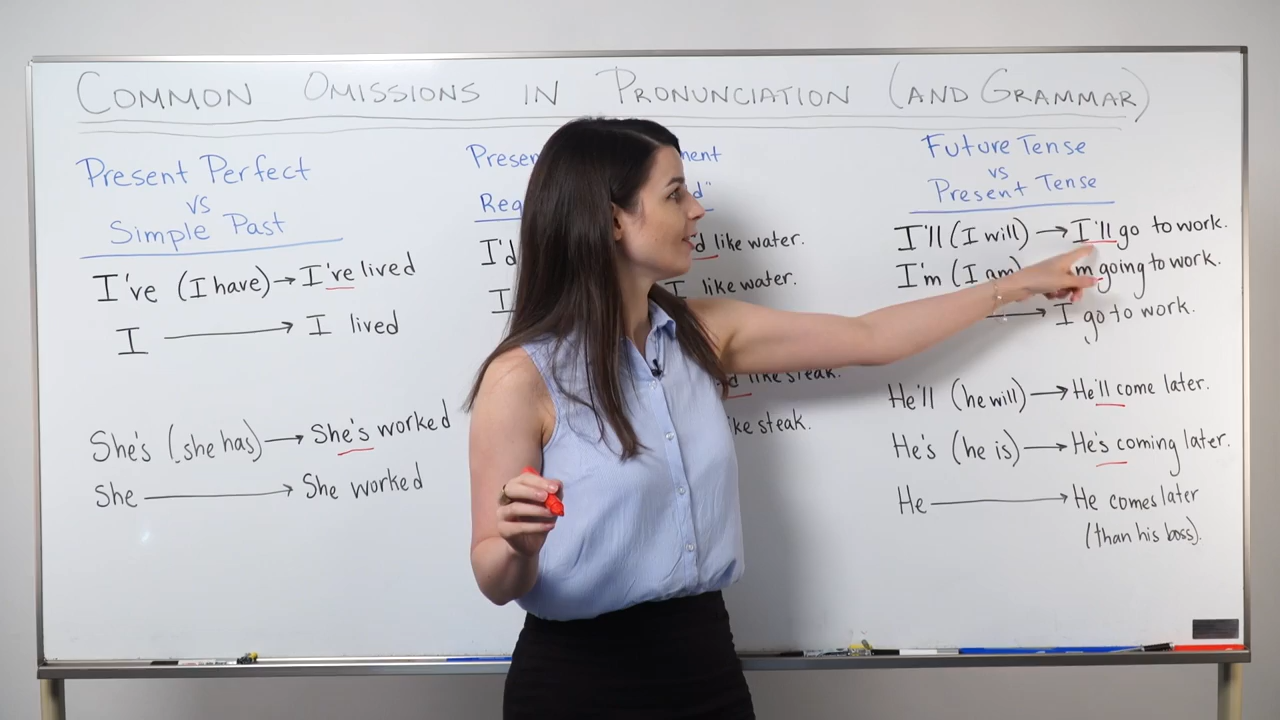 COMMON OMISSIONS IN PRONUNCIATION (AND GRAMMAR)
Present Perfect
vs
Simple Past
I've (I have) → I've lived
I → I lived
She's (she has) → She's worked
She → She worked
like water.
I like water.
like steak.
steak.
Future Tense
vs
Present Tense
I'll (I will) → I'll go to work.
I'm (I am) going to work.
→ I go to work.
He'll (he will) → He'll come later.
He's (he is) → He's coming later.
He → He comes later
(than his boss).